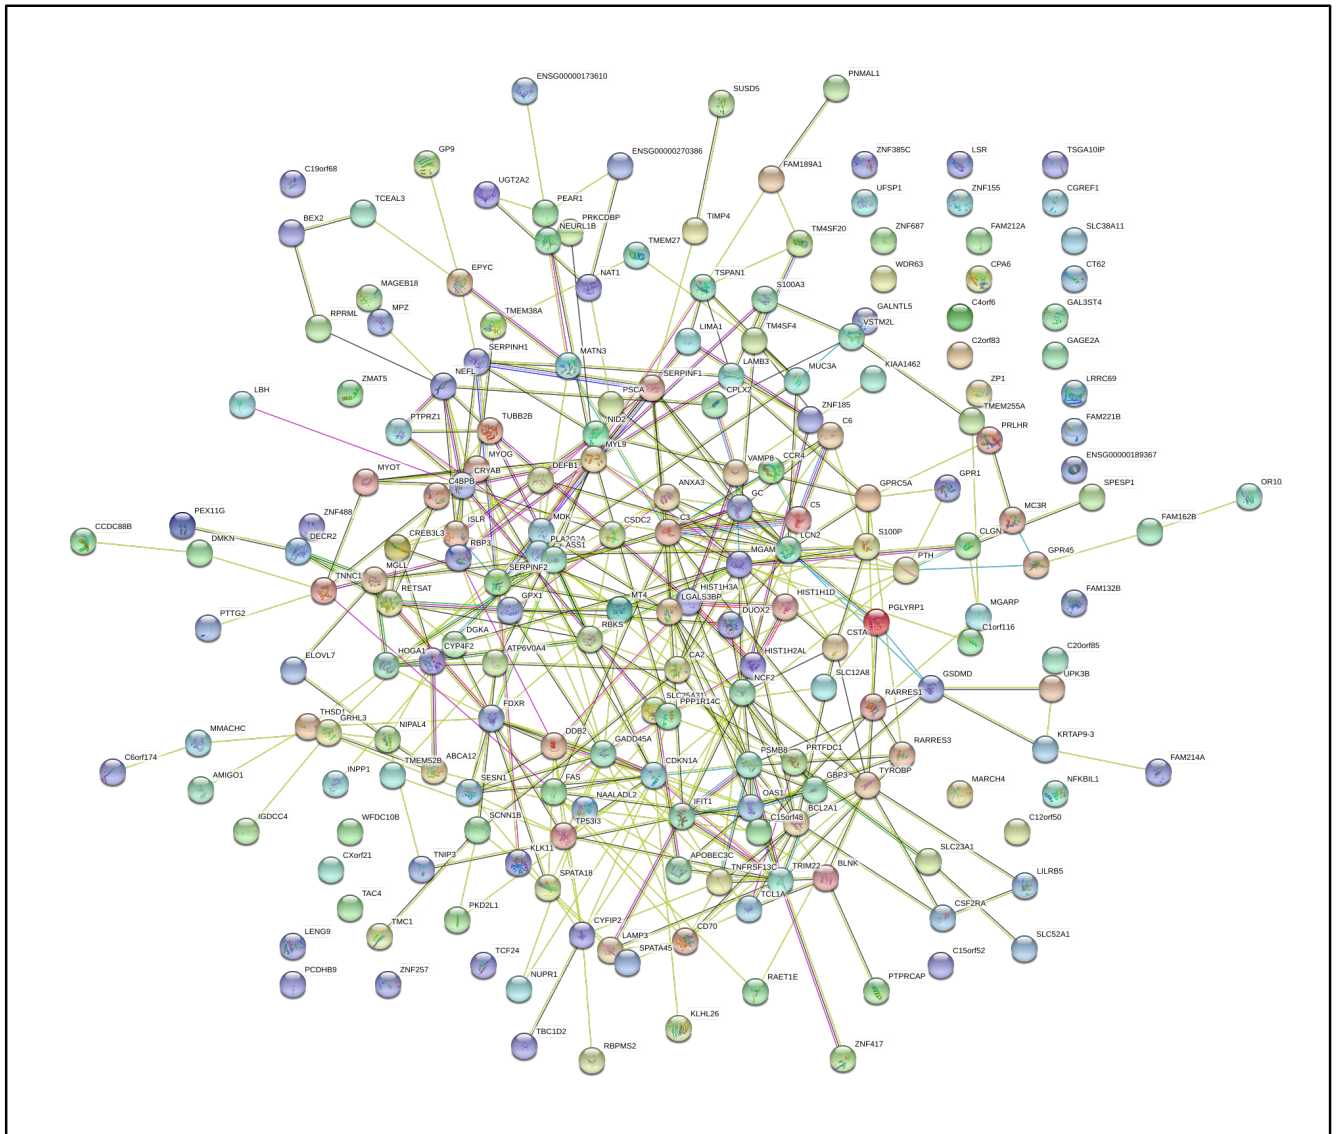 ENSG00000173610
PNMAL1
SUSD5
GP9
ENSG00000270386
FAM189A1
ZNF385C
LSR
TSGA10IP
C19orf68
UGT2A2
PEAR1
UFSP1
ZNF155
CGREF1
TCEAL3
PRKCDBP
BEX2
NEURL1B
TIMP4
TM4SF20
ZNF687
FAM212A
SLC38A11
TMEM27
WDR63
CPA6
CT62
EPYC
NAT1
TSPAN1
MAGEB18
S100A3
MPZ
GALNTL5
C4orf6
GAL3ST4
RPRML
TMEM38A
LIMA1
TM4SF4
VSTM2L
C2orf83
GAGE2A
SERPINH1
MATN3
LAMB3
MUC3A
KIAA1462
ZMAT5
NEFL
SERPINF1
ZP1
LRRC69
LBH
PSCA
CPLX2
ZNF185
TMEM255A
PTPRZ1
TUBB2B
NID2
C6
PRLHR
FAM221B
MYL9
MYOG
VAMP8
CCR4
ENSG00000189367
MYOT
CRYAB
DEFB1
C4BPB
ANXA3
GPRC5A
GPR1
SPESP1
OR10
GC
C5
MC3R
PEX11G
ZNF488
ISLR
MDK
CSDC2
C3
S100P
FAM162B
CCDC88B
DMKN
DECR2
CREB3L3
RBP3
PLA2G2A
ASS1
LCN2
CLGN
MGAM
PTH
GPR45
TNNC1
MGLL
SERPINF2
RETSAT
GPX1
MT4
HIST1H3A
LGALS3BP
HIST1H1D
PGLYRP1
MGARP
FAM132B
PTTG2
DUOX2
C1orf116
DGKA
RBKS
CSTA
ELOVL7
HOGA1
CYP4F2
ATP6V0A4
CA2
HIST1H2AL
C20orf85
SLC12A8
GSDMD
UPK3B
NCF2
THSD1
GRHL3
FDXR
SLC25A31
PPP1R14C
RARRES1
MMACHC
NIPAL4
DDB2
KRTAP9-3
C6orf174
GADD45A
RARRES3
AMIGO1
INPP1
TMEM52B
ABCA12
CDKN1A
PSMB8
PRTFDC1
FAM214A
SESN1
FAS
GBP3
TYROBP
MARCH4
NFKBIL1
NAALADL2
IFIT1
OAS1
BCL2A1
IGDCC4
WFDC10B
SCNN1B
TP53I3
C15orf48
C12orf50
CXorf21
TNIP3
KLK11
APOBEC3C
TNFRSF13C
TRIM22
BLNK
SLC23A1
SPATA18
LILRB5
TAC4
PKD2L1
TCL1A
CSF2RA
LENG9
TMC1
CYFIP2
LAMP3
CD70
SLC52A1
SPATA45
TCF24
C15orf52
PCDHB9
ZNF257
NUPR1
RAET1E
PTPRCAP
KLHL26
TBC1D2
RBPMS2
ZNF417